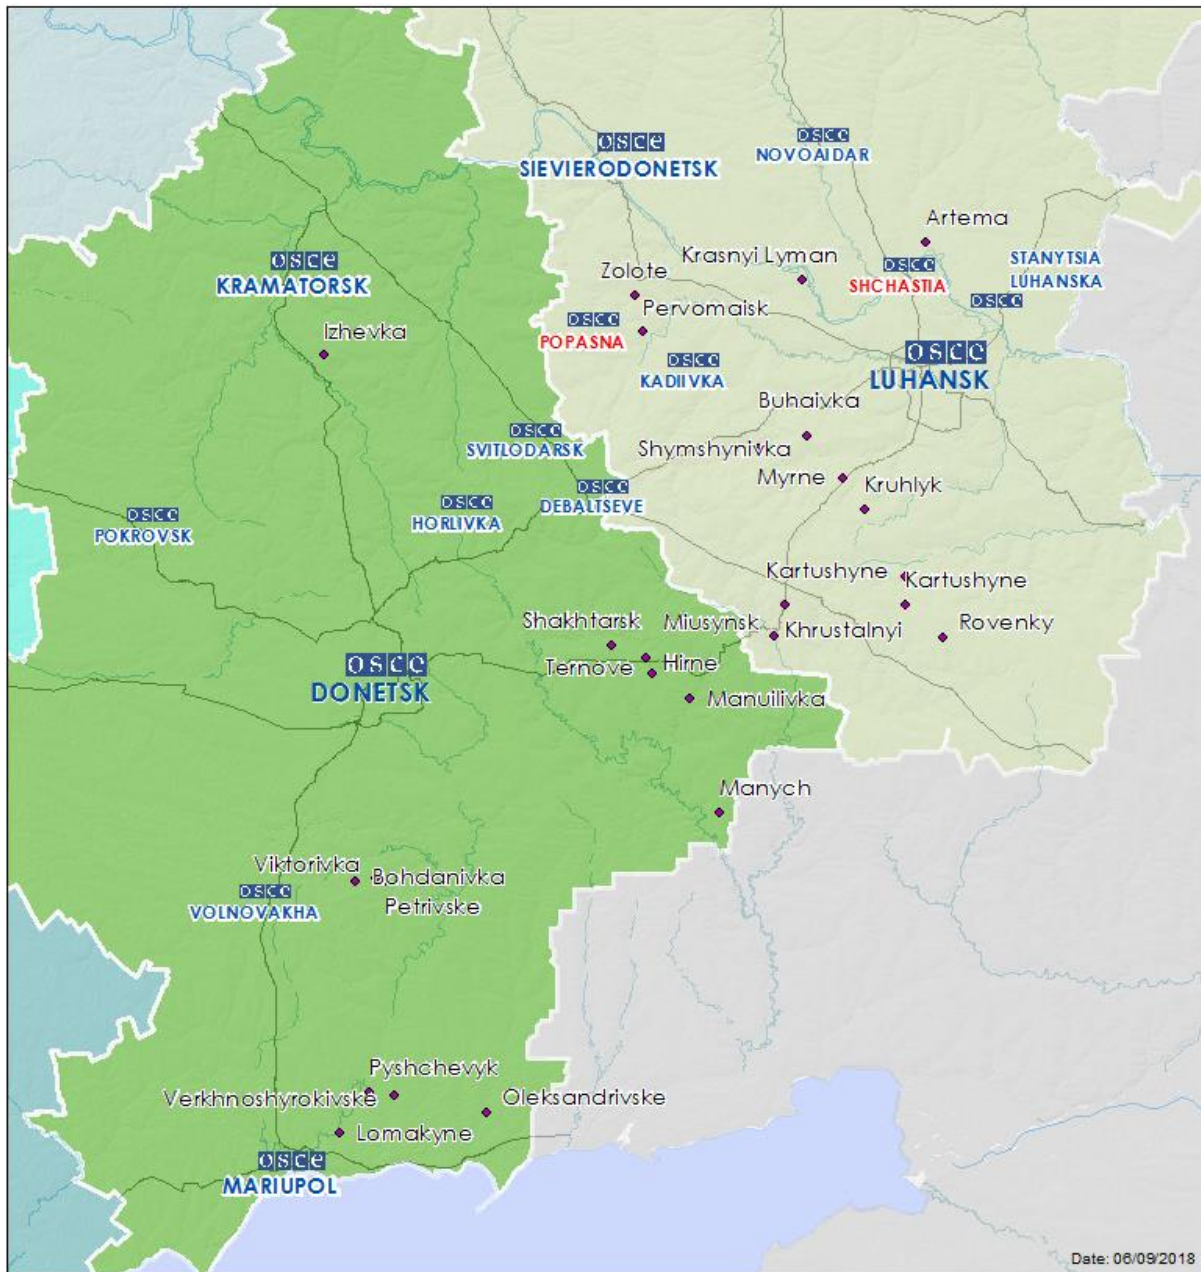 OSCE
SIEVIERODONETSK
OSCE
NOVOAIDAR
Artema
OSCE
KRAMATORSK
Krasnyi Lyman
OSCE
SHCHASTIA
STANYTSIA
LUHANSKA
OSCE
Zolote
Pervomaisk
OSCE
POPASNA
Izhevka
OSCE
KADIIVKA
OSCE
LUHANSK
Buhaivka
OSCE
SVITLODARSK
Shymshynivka
Myrne
Kruhlyk
OSCE
DEBALTSEVE
OSCE
HORLIVKA
OSCE
POKROVSK
Kartushyne
Kartushyne
Shakhtarsk
Miusynsk
Khrustalnyi
Rovenky
OSCE
DONETSK
Ternove
Hirne
Manuilivka
Manych
Viktorivka
Bohdanivka
Petrivske
OSCE
VOLNOVAKHA
Pyshchevyk
Verkhnoshyrokivske
Oleksandrivske
Lomakyne
OSCE
MARIUPOL
Date: 06/09/2018